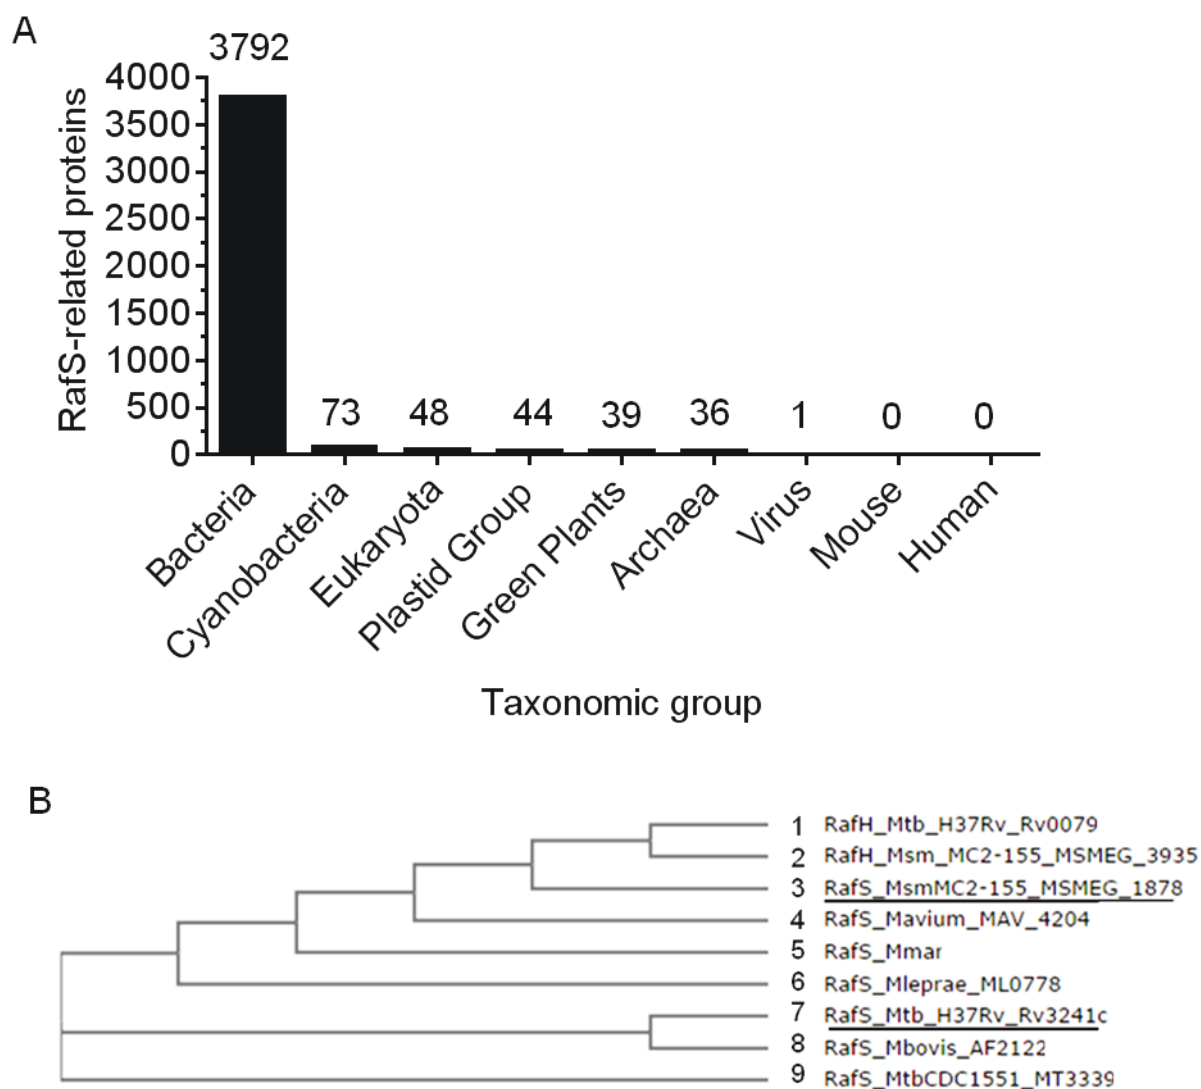 A
3792
4000
3500
3000
2500
2000
1500
1000
500
0
RafS-related proteins
73
48
44
39
36
1
0
0
Bacteria
Cyanobacteria
Eukaryota
Plastid Group
Green Plants
Archaea
Virus
Mouse
Human
Taxonomic group
B
1 RafH_Mtb_H37Rv_Rv0079
2 RafH_Msm_MC2-155_MSMEG_3935
3 RafS_MsmMC2-155_MSMEG_1878
4 RafS_Mavium_MAV_4204
5 RafS_Mmar
6 RafS_Mleprae_ML0778
7 RafS_Mtb_H37Rv_Rv3241c
8 RafS_Mbovis_AF2122
9 RafS_MtbCDC1551_MT3339